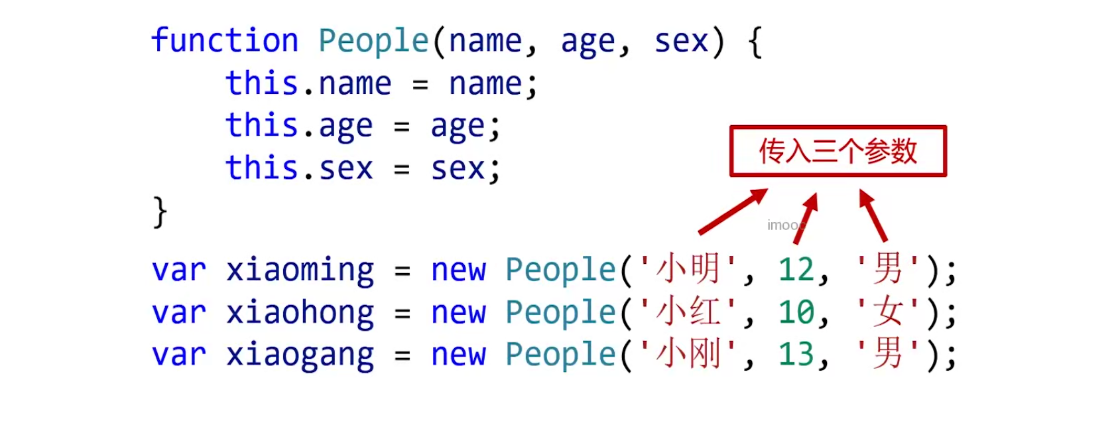 function People(name, age, sex) {
    this.name = name;
    this.age = age;
    this.sex = sex;
}
传入三个参数
imooc
var xiaoming = new People('小明', 12, '男');
var xiaohong = new People('小红', 10, '女');
var xiaogang = new People('小刚', 13, '男');